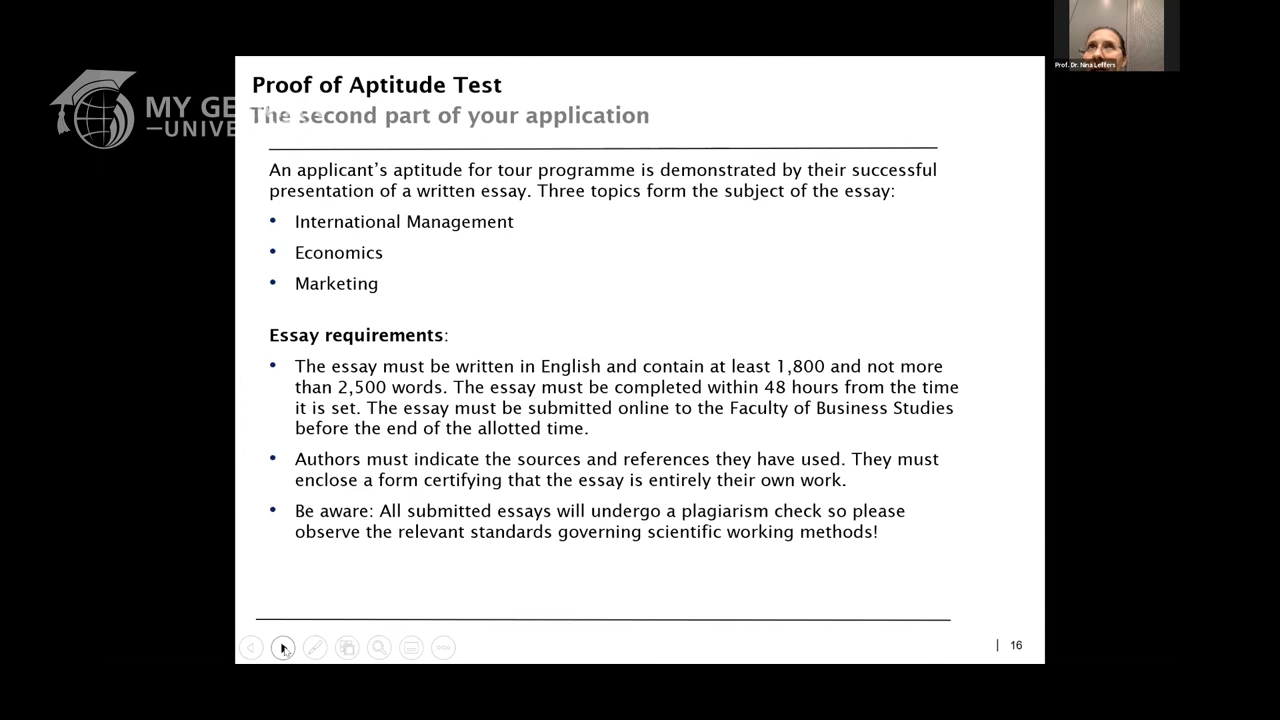 Proof of Aptitude Test
The second part of your application
MY GE
UNIVE
Prof. Dr. Nina Leffers
An applicant's aptitude for tour programme is demonstrated by their successful
presentation of a written essay. Three topics form the subject of the essay:
• International Management
• Economics
• Marketing
Essay requirements:
• The essay must be written in English and contain at least 1,800 and not more
than 2,500 words. The essay must be completed within 48 hours from the time
it is set. The essay must be submitted online to the Faculty of Business Studies
before the end of the allotted time.
• Authors must indicate the sources and references they have used. They must
enclose a form certifying that the essay is entirely their own work.
• Be aware: All submitted essays will undergo a plagiarism check so please
observe the relevant standards governing scientific working methods!
| 16